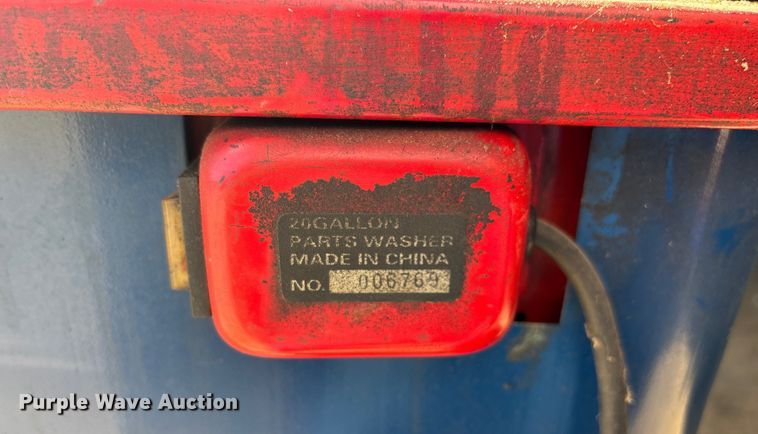 20GALLON
PARTS WASHER
MADE IN CHINA
NO. 006769
Purple Wave Auction